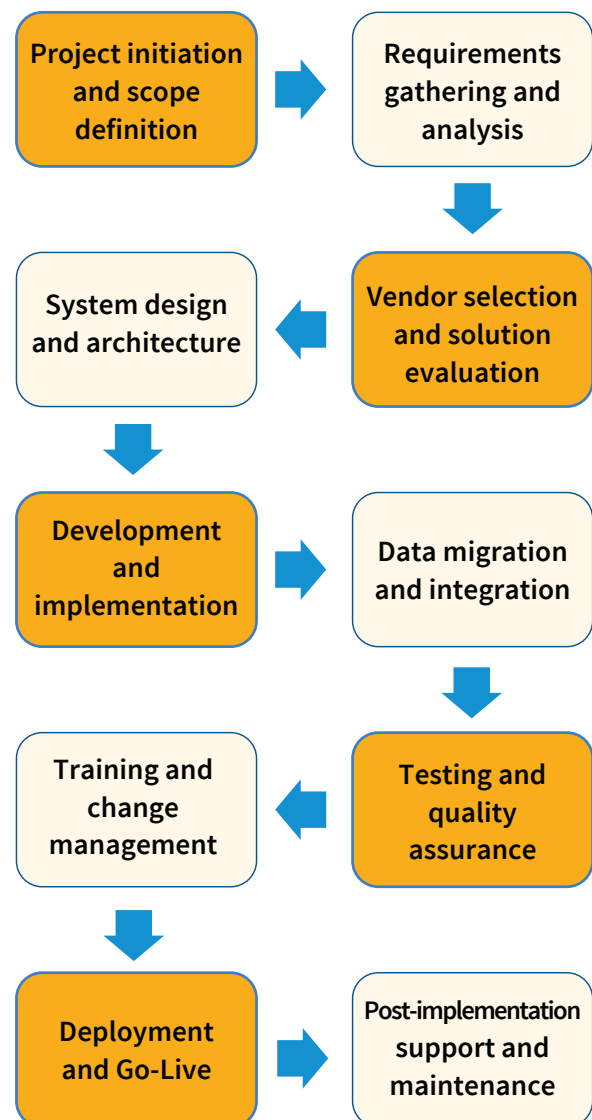 Project initiation
and scope
definition
Requirements
gathering and
analysis
Vendor selection
and solution
evaluation
System design
and architecture
Development
and
implementation
Data migration
and integration
Testing and
quality
assurance
Training and
change
management
Deployment
and Go-Live
Post-implementation
support and
maintenance